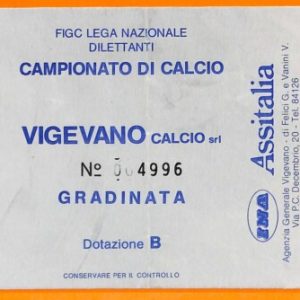 FIGC LEGA NAZIONALE
DILETTANTI
CAMPIONATO DI CALCIO
VIGEVANO CALCIO srl
Nº 004996
GRADINATA
Dotazione B
CONSERVARE PER IL CONTROLLO
INA Assitalia
Agenzia Generale Vigevano - di Felici G. e Vanini V.
Via P.C. Decembrio, 20 - Tel. 84126